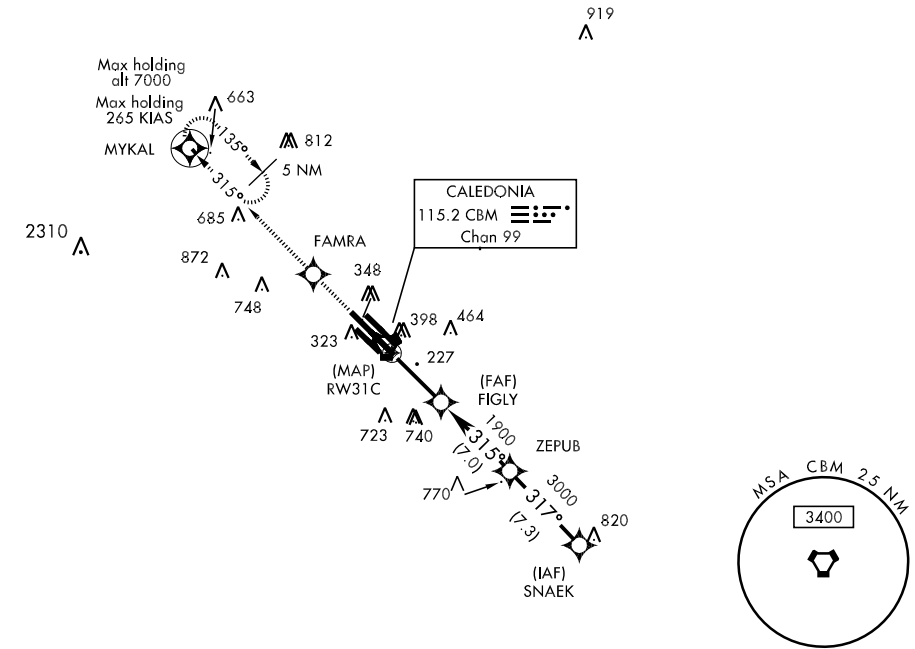 919
Max holding
alt 7000
Max holding
265 KIAS
663
MYKAL
135°
812
5 NM
315°
685
CALEDONIA
115.2 CBM
Chan 99
2310
FAMRA
872
748
348
323
398
464
(MAP)
RW31C
227
(FAF)
FIGLY
723
740
1900
315°
(7.0)
ZEPUB
770
3000
317°
(7.3)
820
(IAF)
SNAEK
MSA CBM 25 NM
3400